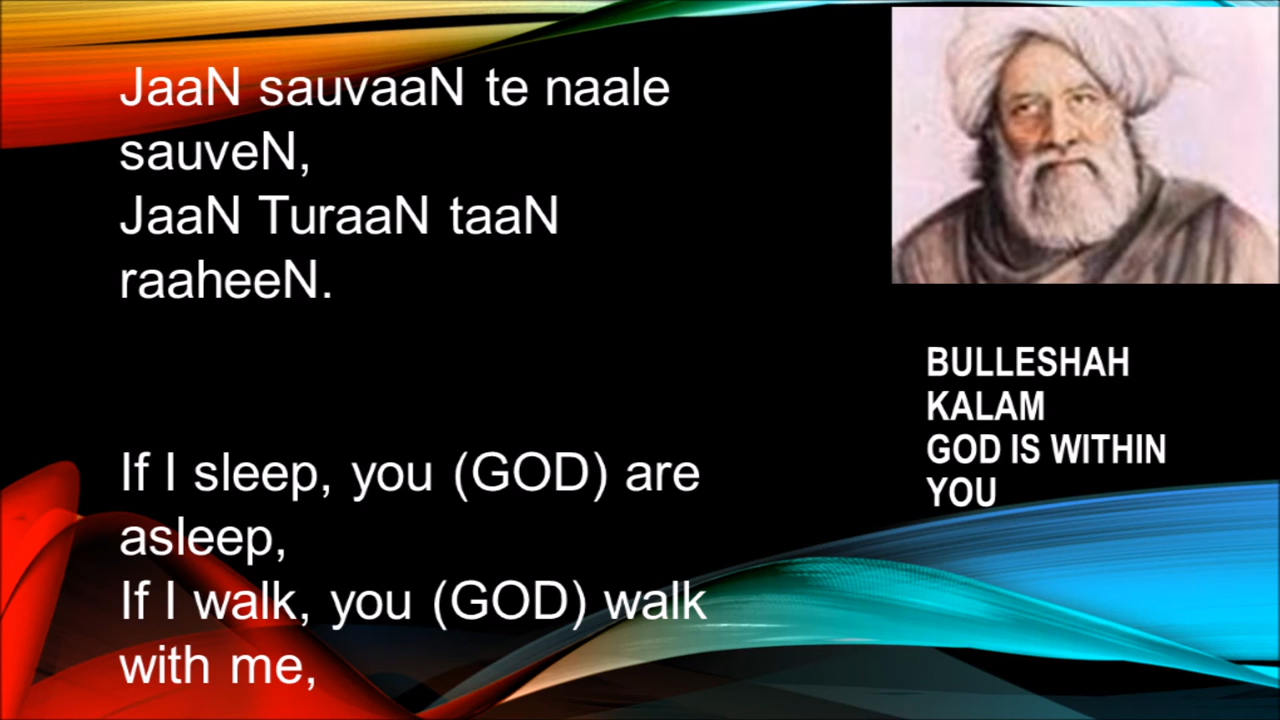 JaaN sauvaaN te naale
sauveN,
JaaN TuraaN taaN
raaheeN.
If I sleep, you (GOD) are
asleep,
If I walk, you (GOD) walk
with me,
BULLESHAH
KALAM
GOD IS WITHIN
YOU